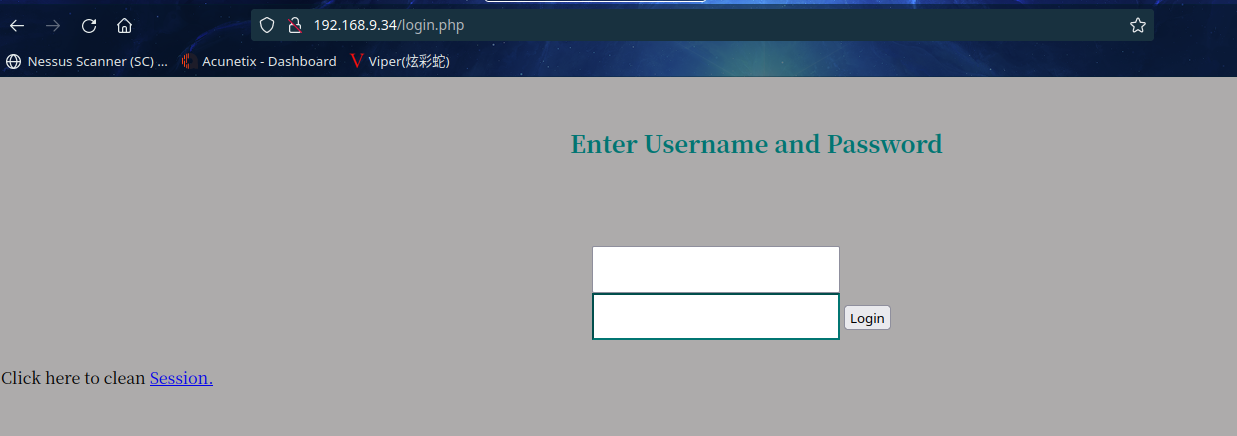 192.168.9.34/login.php
Nessus Scanner (SC) ... Acunetix - Dashboard Viper(炫彩蛇)
Enter Username and Password
Login
Click here to clean Session.